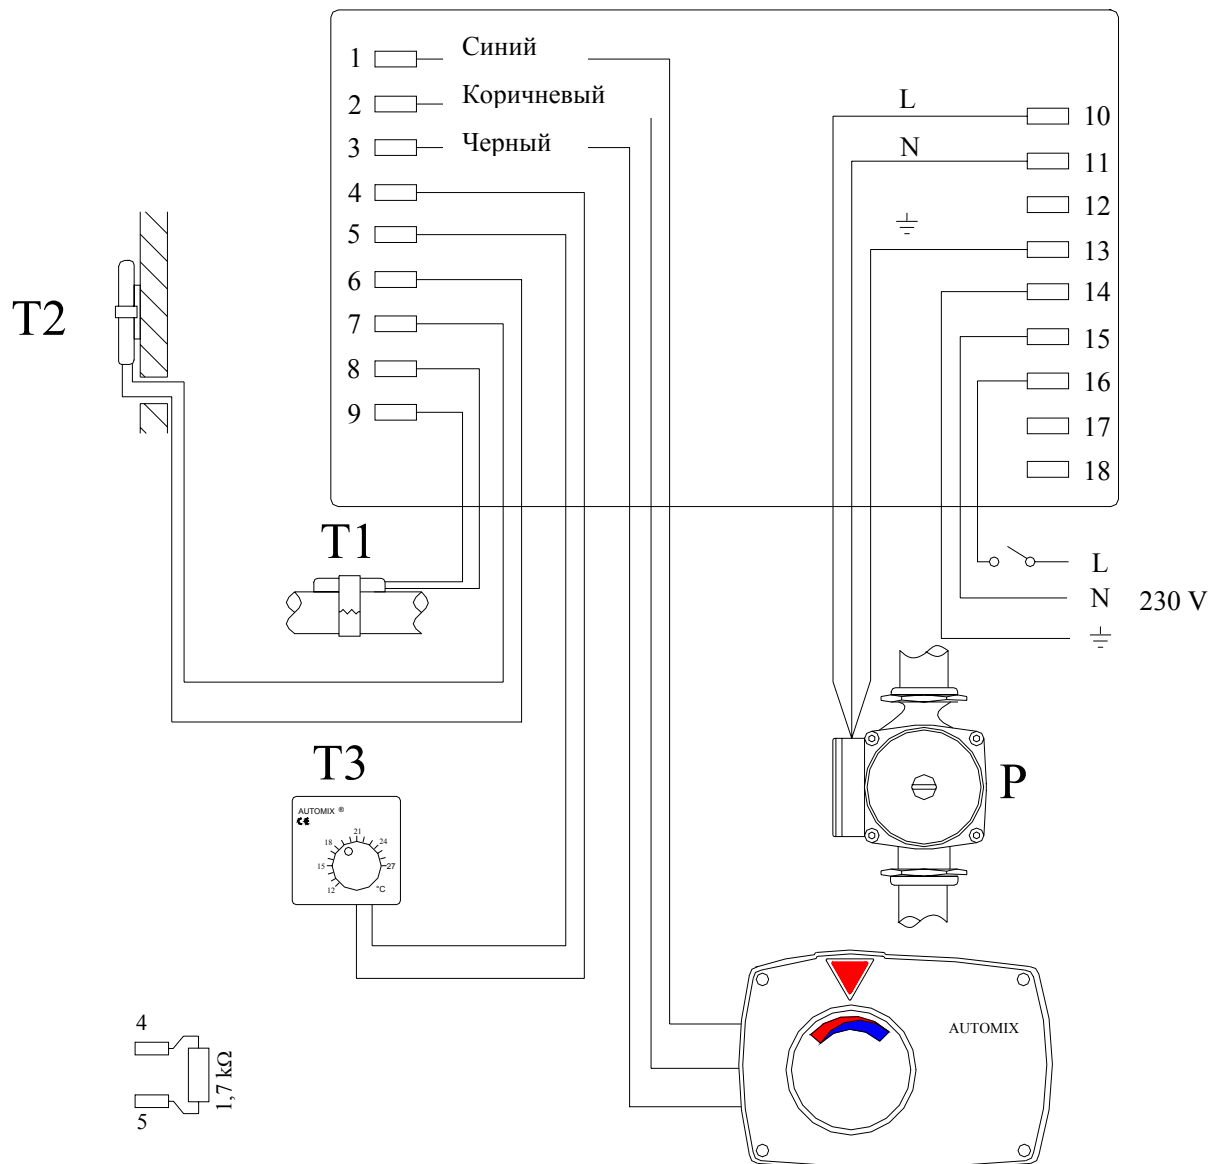 1 Синий
2 Коричневый
3 Черный
4
5
6
7
8
9
L 10
N 11
12
13
14
15
16
17
18
T2
T1
L
N 230 V
T3
P
AUTOMIX ®
CE
12 15 18 21 24 27
°C
AUTOMIX
4
1,7 kΩ
5